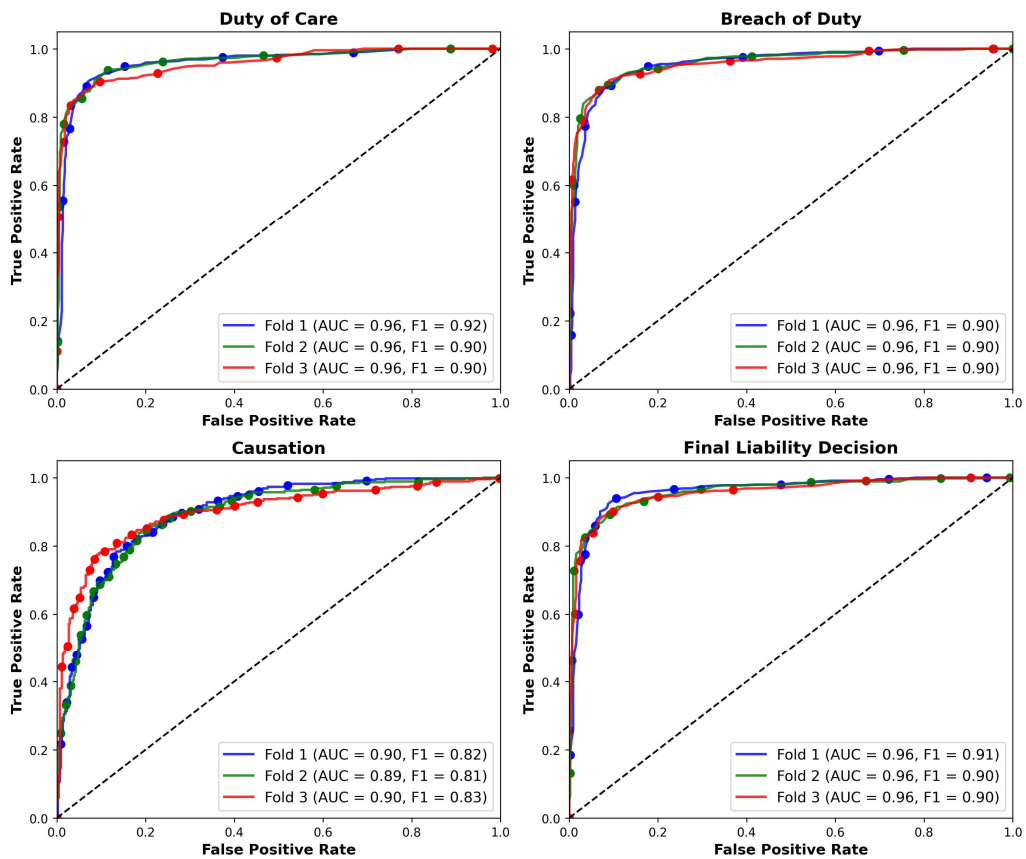 Duty of Care
1.0
0.8
0.6
0.4
0.2
0.0
True Positive Rate
Fold 1 (AUC = 0.96, F1 = 0.92)
Fold 2 (AUC = 0.96, F1 = 0.90)
Fold 3 (AUC = 0.96, F1 = 0.90)
0.0 0.2 0.4 0.6 0.8 1.0
False Positive Rate
Breach of Duty
1.0
0.8
0.6
0.4
0.2
0.0
True Positive Rate
Fold 1 (AUC = 0.96, F1 = 0.90)
Fold 2 (AUC = 0.96, F1 = 0.90)
Fold 3 (AUC = 0.96, F1 = 0.90)
0.0 0.2 0.4 0.6 0.8 1.0
False Positive Rate
Causation
1.0
0.8
0.6
0.4
0.2
0.0
True Positive Rate
Fold 1 (AUC = 0.90, F1 = 0.82)
Fold 2 (AUC = 0.89, F1 = 0.81)
Fold 3 (AUC = 0.90, F1 = 0.83)
0.0 0.2 0.4 0.6 0.8 1.0
False Positive Rate
Final Liability Decision
1.0
0.8
0.6
0.4
0.2
0.0
True Positive Rate
Fold 1 (AUC = 0.96, F1 = 0.91)
Fold 2 (AUC = 0.96, F1 = 0.90)
Fold 3 (AUC = 0.96, F1 = 0.90)
0.0 0.2 0.4 0.6 0.8 1.0
False Positive Rate